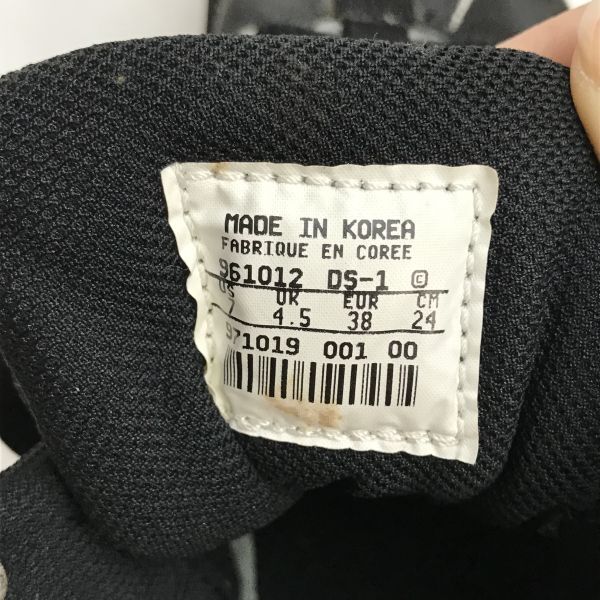 MADE IN KOREA
FABRIQUE EN COREE
961012 DS-1 ©
US UK EUR CM
7 4.5 38 24
971019 001 00